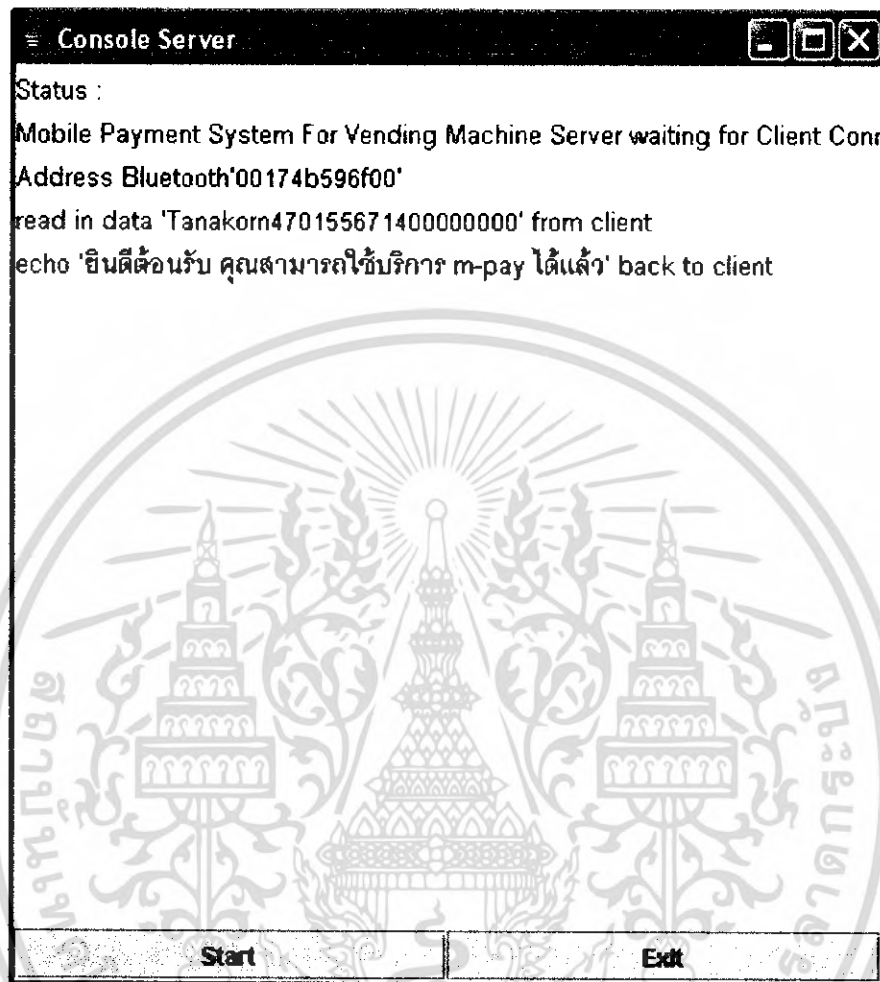 Console Server
Status :
Mobile Payment System For Vending Machine Server waiting for Client
Address Bluetooth'00174b596f00'
read in data 'Tanakorn470155671400000000' from client
echo 'ยินดีต้อนรับ คุณสามารถใช้บริการ m-pay ได้แล้ว' back to client
Start
Exit